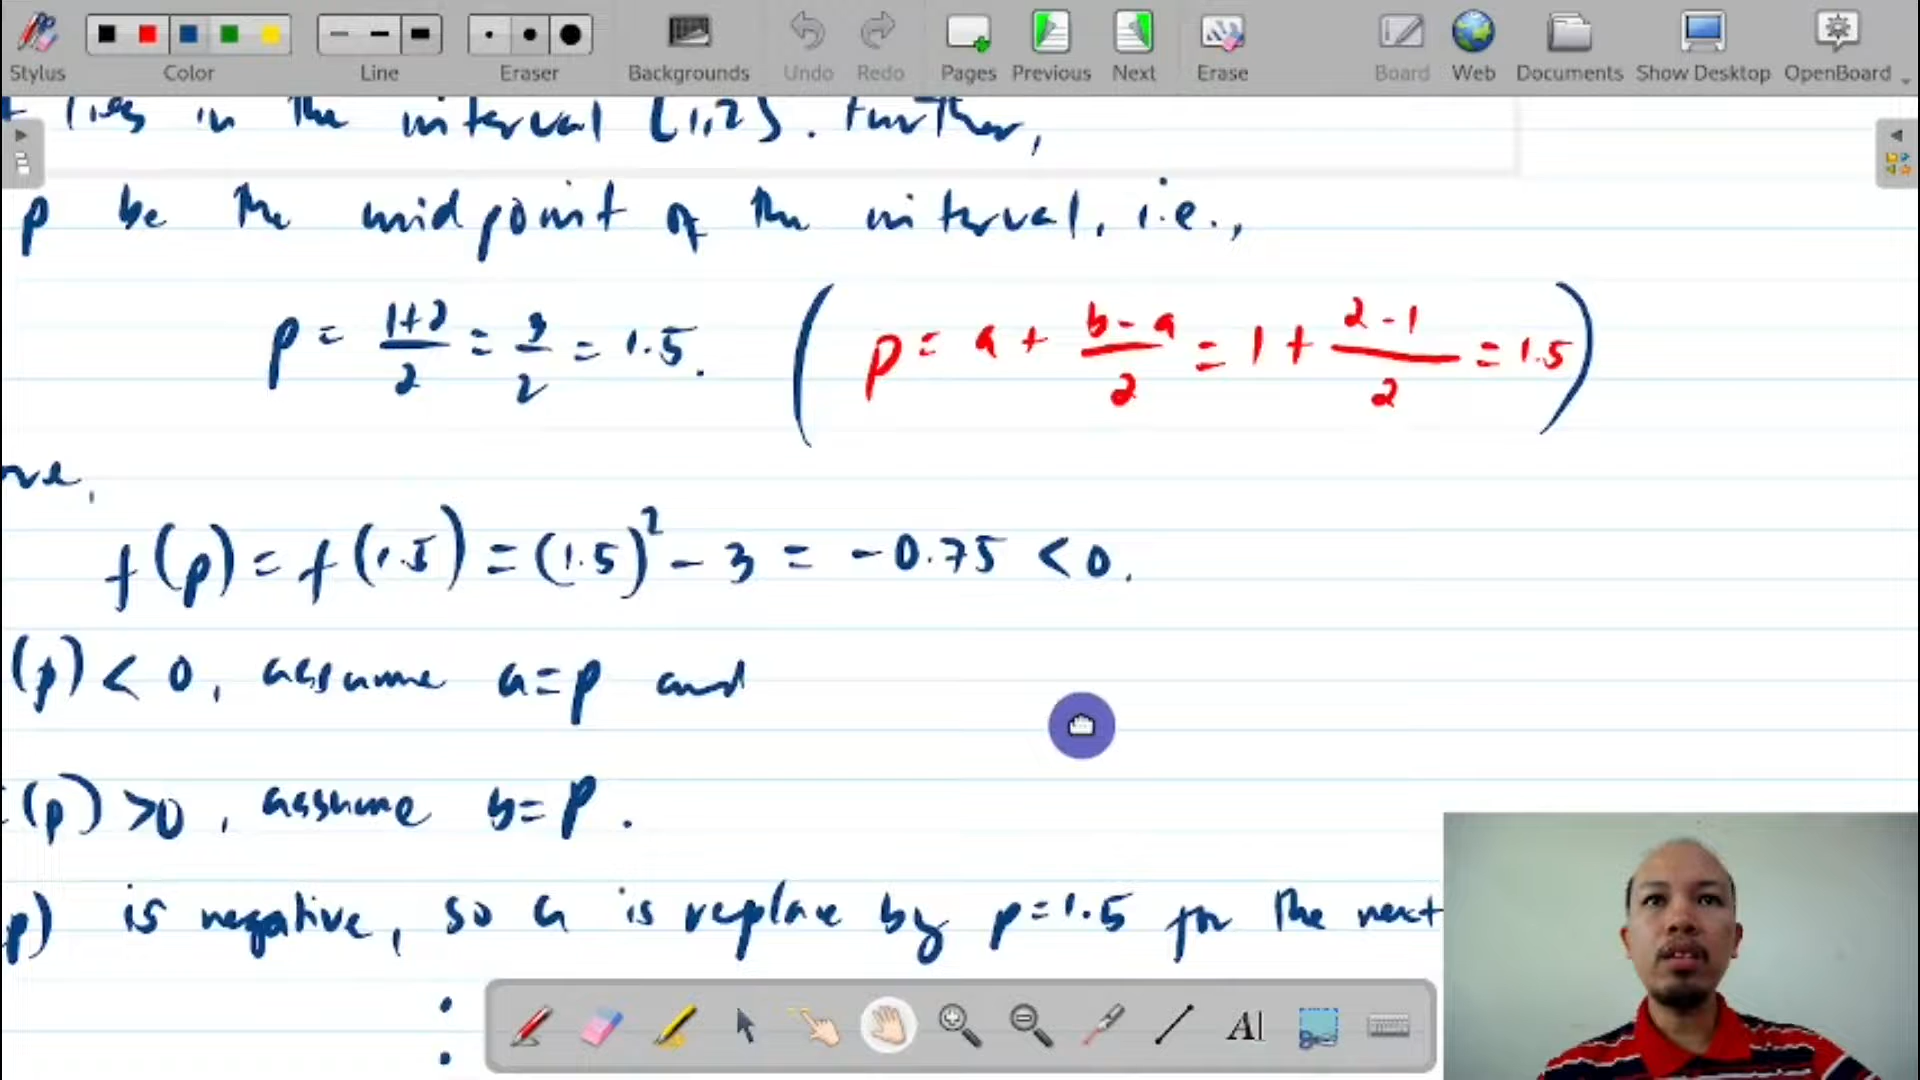 Stylus Color Line Eraser Backgrounds Undo Redo Pages Previous Next Erase Board Web Documents Show Desktop OpenBoard
lies in the interval [1,2]. Further,
p be the midpoint of the interval, i.e.,
p = 1+2/2 = 3/2 = 1.5. (p = a + b-a/2 = 1 + 2-1/2 = 1.5)
f(p) = f(1.5) = (1.5)² - 3 = -0.75 < 0.
(p) < 0, assume a=p and
(p) >0, assume b=p.
p) is negative, so a is replace by p=1.5 for the next
:
AI